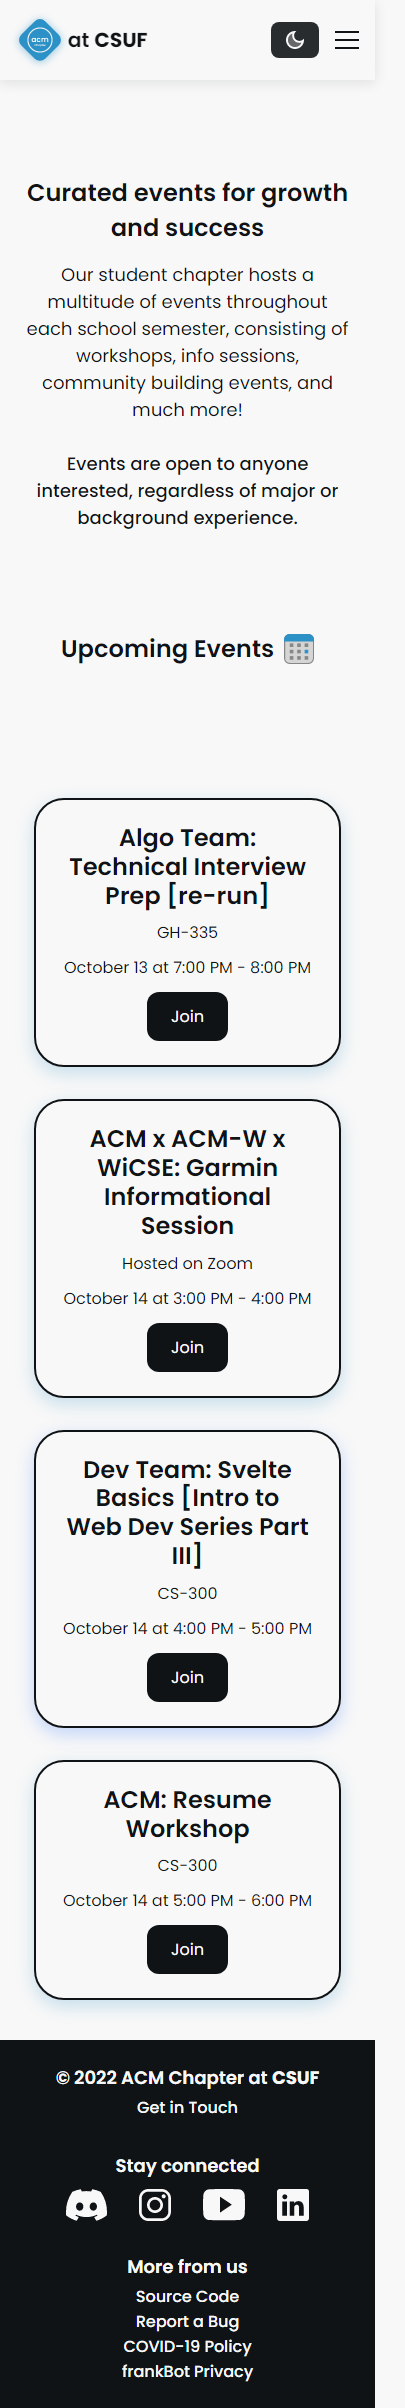 acm
at CSUF
Curated events for growth
and success
Our student chapter hosts a
multitude of events throughout
each school semester, consisting of
workshops, info sessions,
community building events, and
much more!
Events are open to anyone
interested, regardless of major or
background experience.
Upcoming Events
Algo Team:
Technical Interview
Prep [re-run]
GH-335
October 13 at 7:00 PM - 8:00 PM
Join
ACM x ACM-W x
WiCSE: Garmin
Informational
Session
Hosted on Zoom
October 14 at 3:00 PM - 4:00 PM
Join
Dev Team: Svelte
Basics [Intro to
Web Dev Series Part
III]
CS-300
October 14 at 4:00 PM - 5:00 PM
Join
ACM: Resume
Workshop
CS-300
October 14 at 5:00 PM - 6:00 PM
Join
© 2022 ACM Chapter at CSUF
Get in Touch
Stay connected
in
More from us
Source Code
Report a Bug
COVID-19 Policy
frankBot Privacy